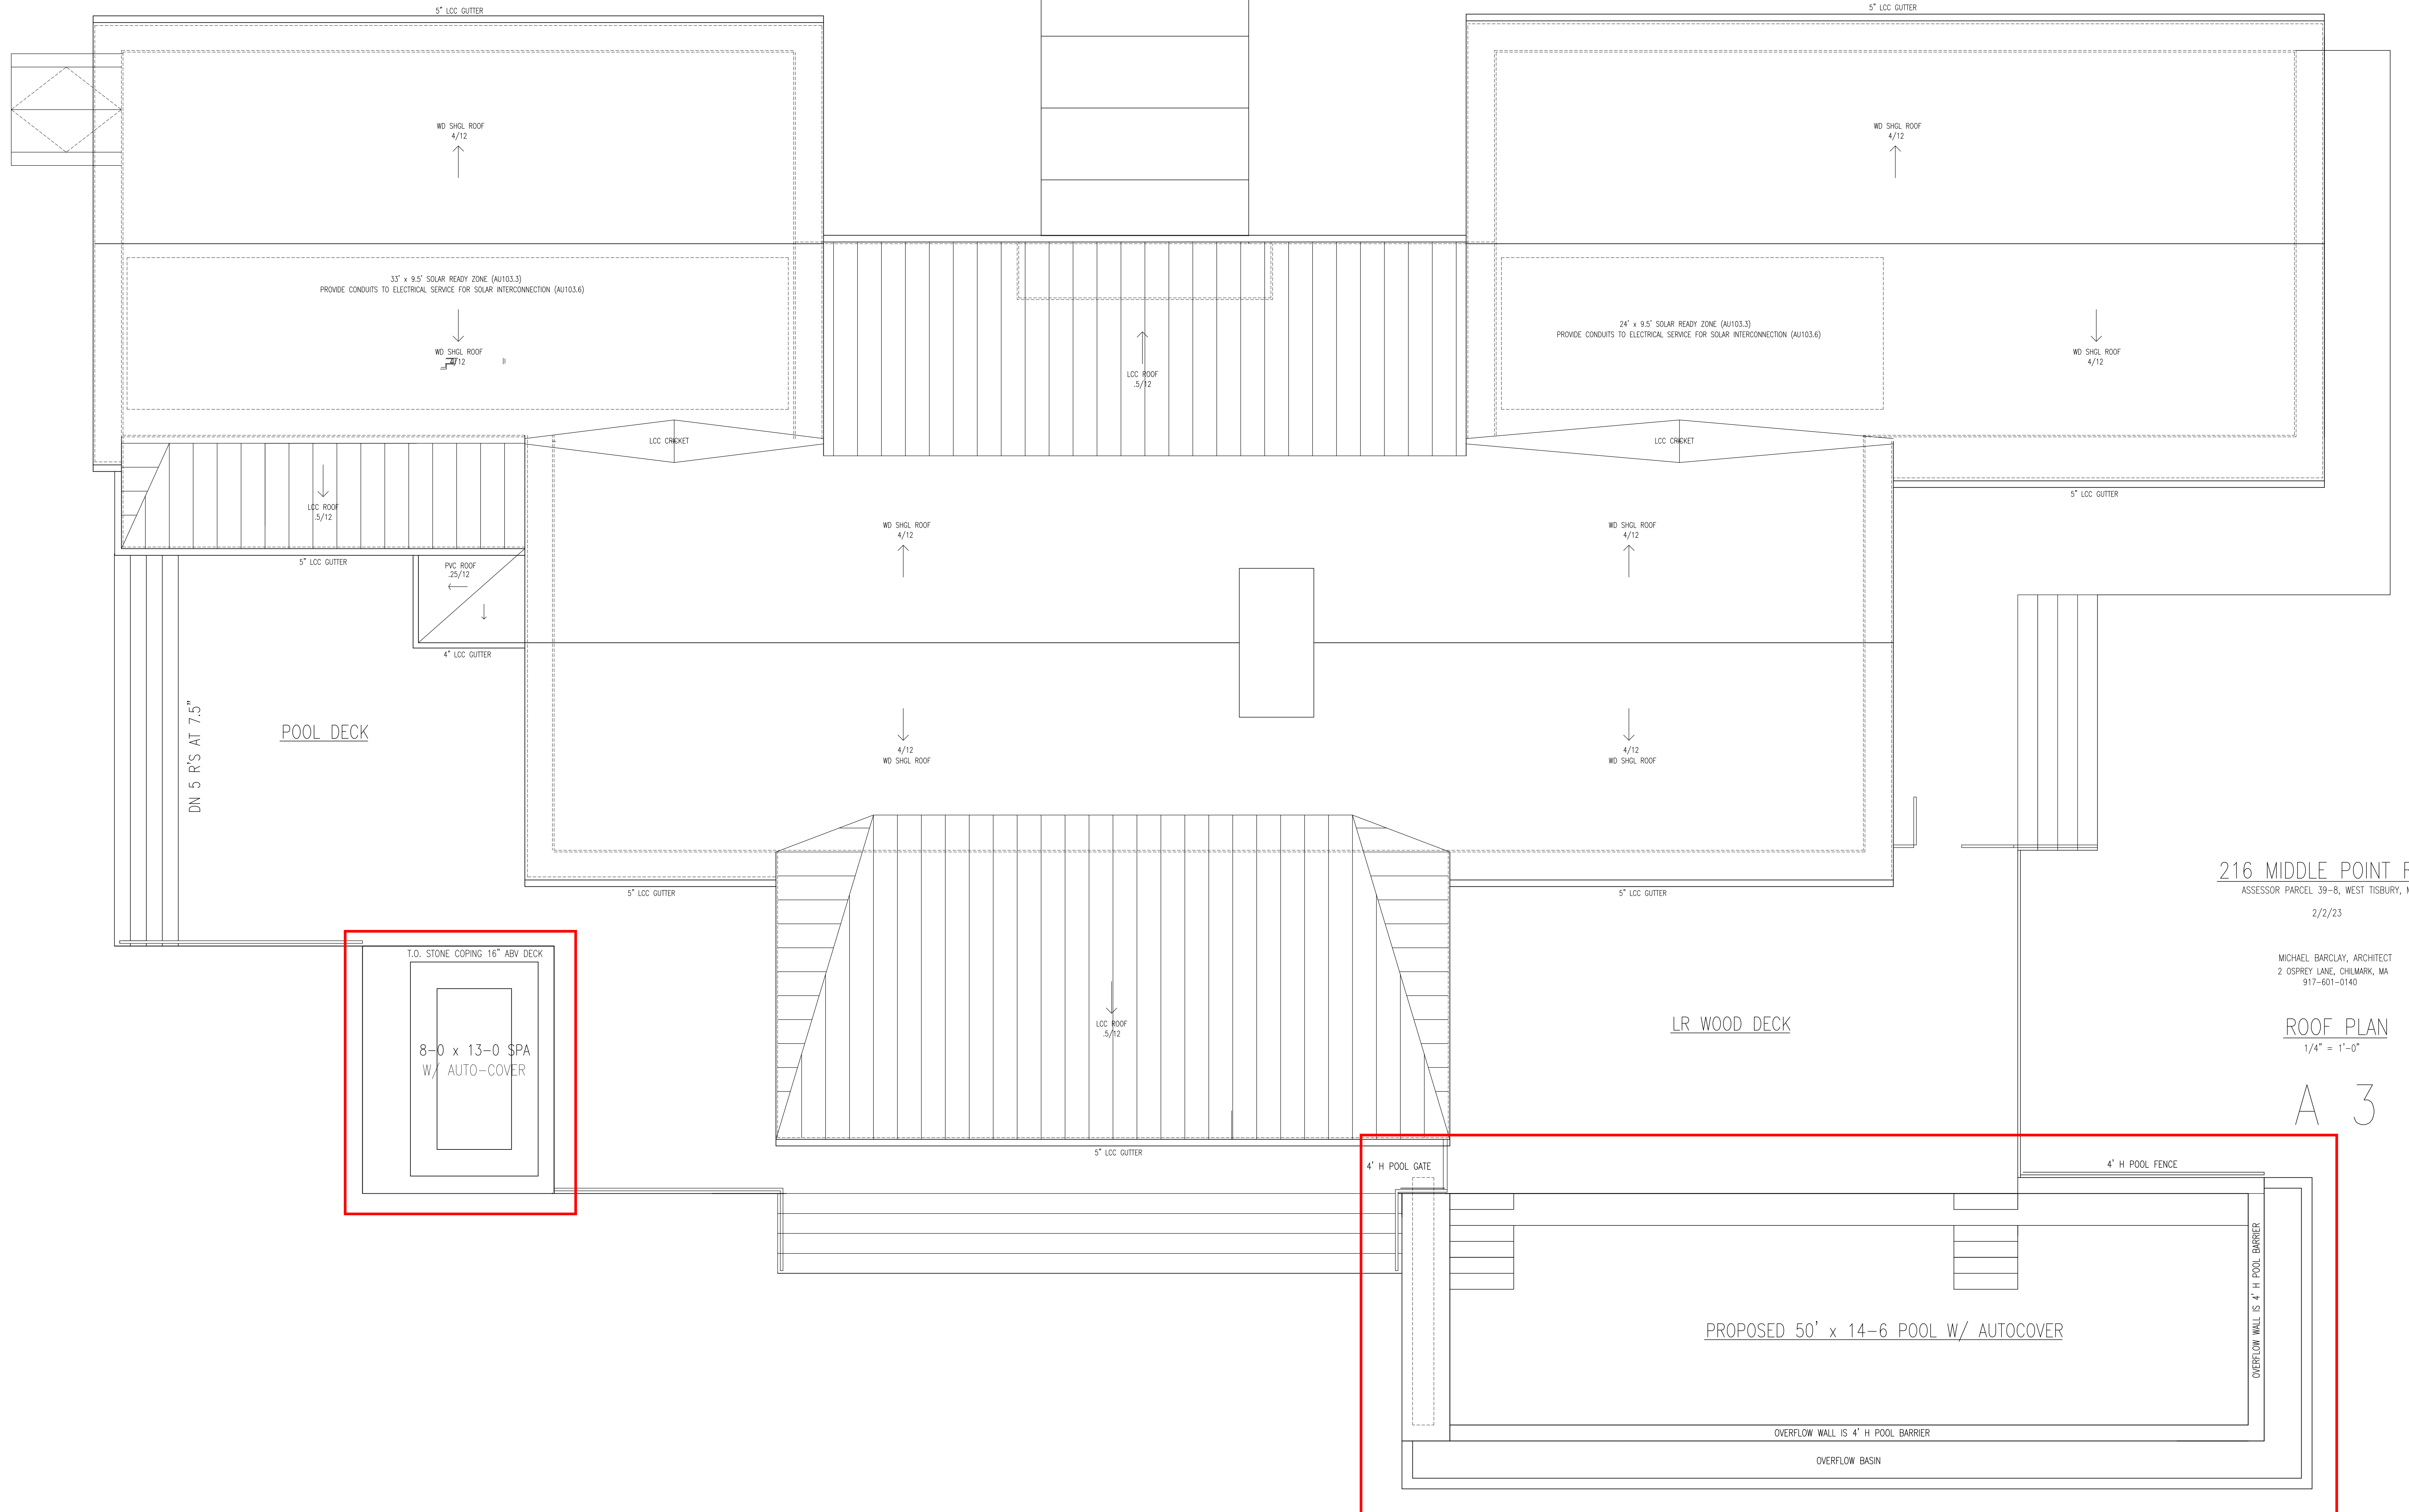 5" LCC GUTTER
5" LCC GUTTER
WD SHGL ROOF
4/12
WD SHGL ROOF
4/12
33' x 9.5' SOLAR READY ZONE (AU103.3)
PROVIDE CONDUITS TO ELECTRICAL SERVICE FOR SOLAR INTERCONNECTION (AU103.6)
WD SHGL ROOF
4/12
LCC ROOF
.5/12
24' x 9.5' SOLAR READY ZONE (AU103.3)
PROVIDE CONDUITS TO ELECTRICAL SERVICE FOR SOLAR INTERCONNECTION (AU103.6)
WD SHGL ROOF
4/12
LCC CRICKET
LCC CRICKET
5" LCC GUTTER
LCC ROOF
.5/12
WD SHGL ROOF
4/12
WD SHGL ROOF
4/12
5" LCC GUTTER
PVC ROOF
.25/12
4" LCC GUTTER
DN 5 R'S AT 7.5"
POOL DECK
4/12
WD SHGL ROOF
4/12
WD SHGL ROOF
5" LCC GUTTER
5" LCC GUTTER
216 MIDDLE POINT R
ASSESSOR PARCEL 39-8, WEST TISBURY, M
2/2/23
MICHAEL BARCLAY, ARCHITECT
2 OSPREY LANE, CHILMARK, MA
917-601-0140
ROOF PLAN
1/4" = 1'-0"
A 3
T.O. STONE COPING 16" ABV DECK
8-0 x 13-0 SPA
W/ AUTO-COVER
LCC ROOF
.5/12
LR WOOD DECK
5" LCC GUTTER
4' H POOL GATE
4' H POOL FENCE
OVERFLOW WALL IS 4' H POOL BARRIER
PROPOSED 50' x 14-6 POOL W/ AUTOCOVER
OVERFLOW WALL IS 4' H POOL BARRIER
OVERFLOW BASIN